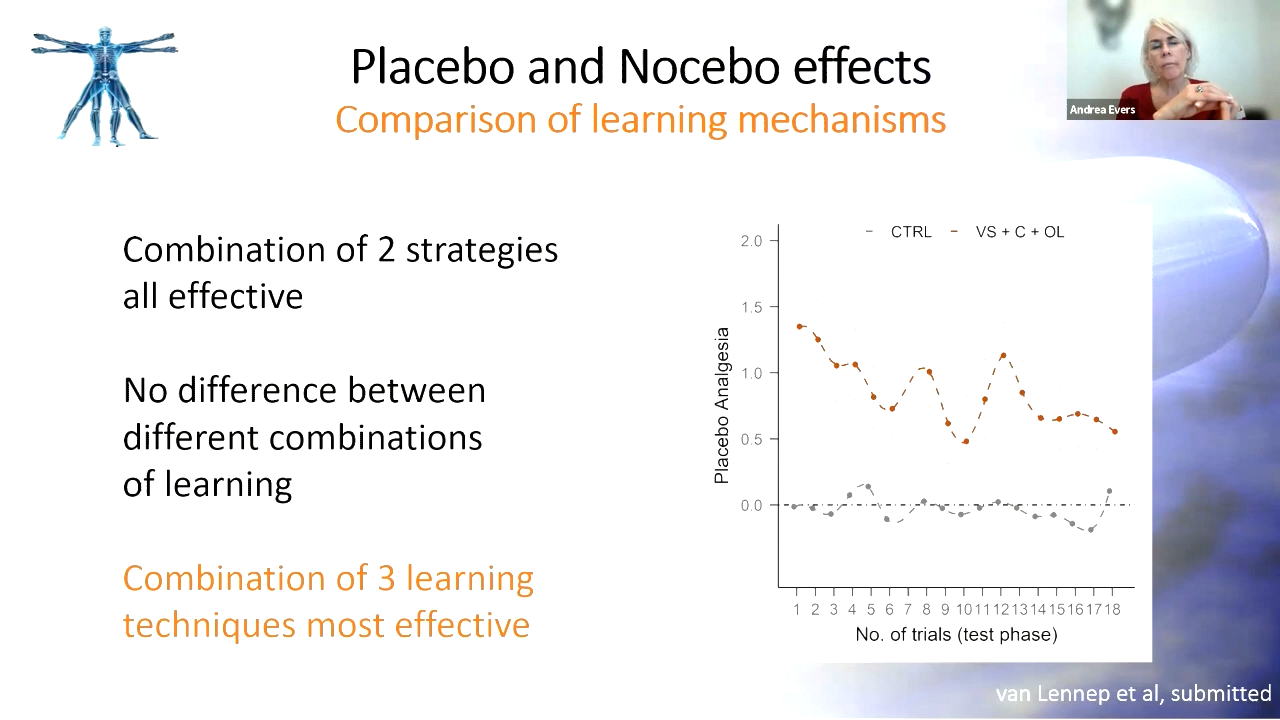 Placebo and Nocebo effects
Comparison of learning mechanisms
Andrea Evers
Combination of 2 strategies
all effective
No difference between
different combinations
of learning
Combination of 3 learning
techniques most effective
CTRL VS + C + OL
2.0
1.5
1.0
0.5
0.0
Placebo Analgesia
1 2 3 4 5 6 7 8 9 10 11 12 13 14 15 16 17 18
No. of trials (test phase)
van Lennep et al, submitted